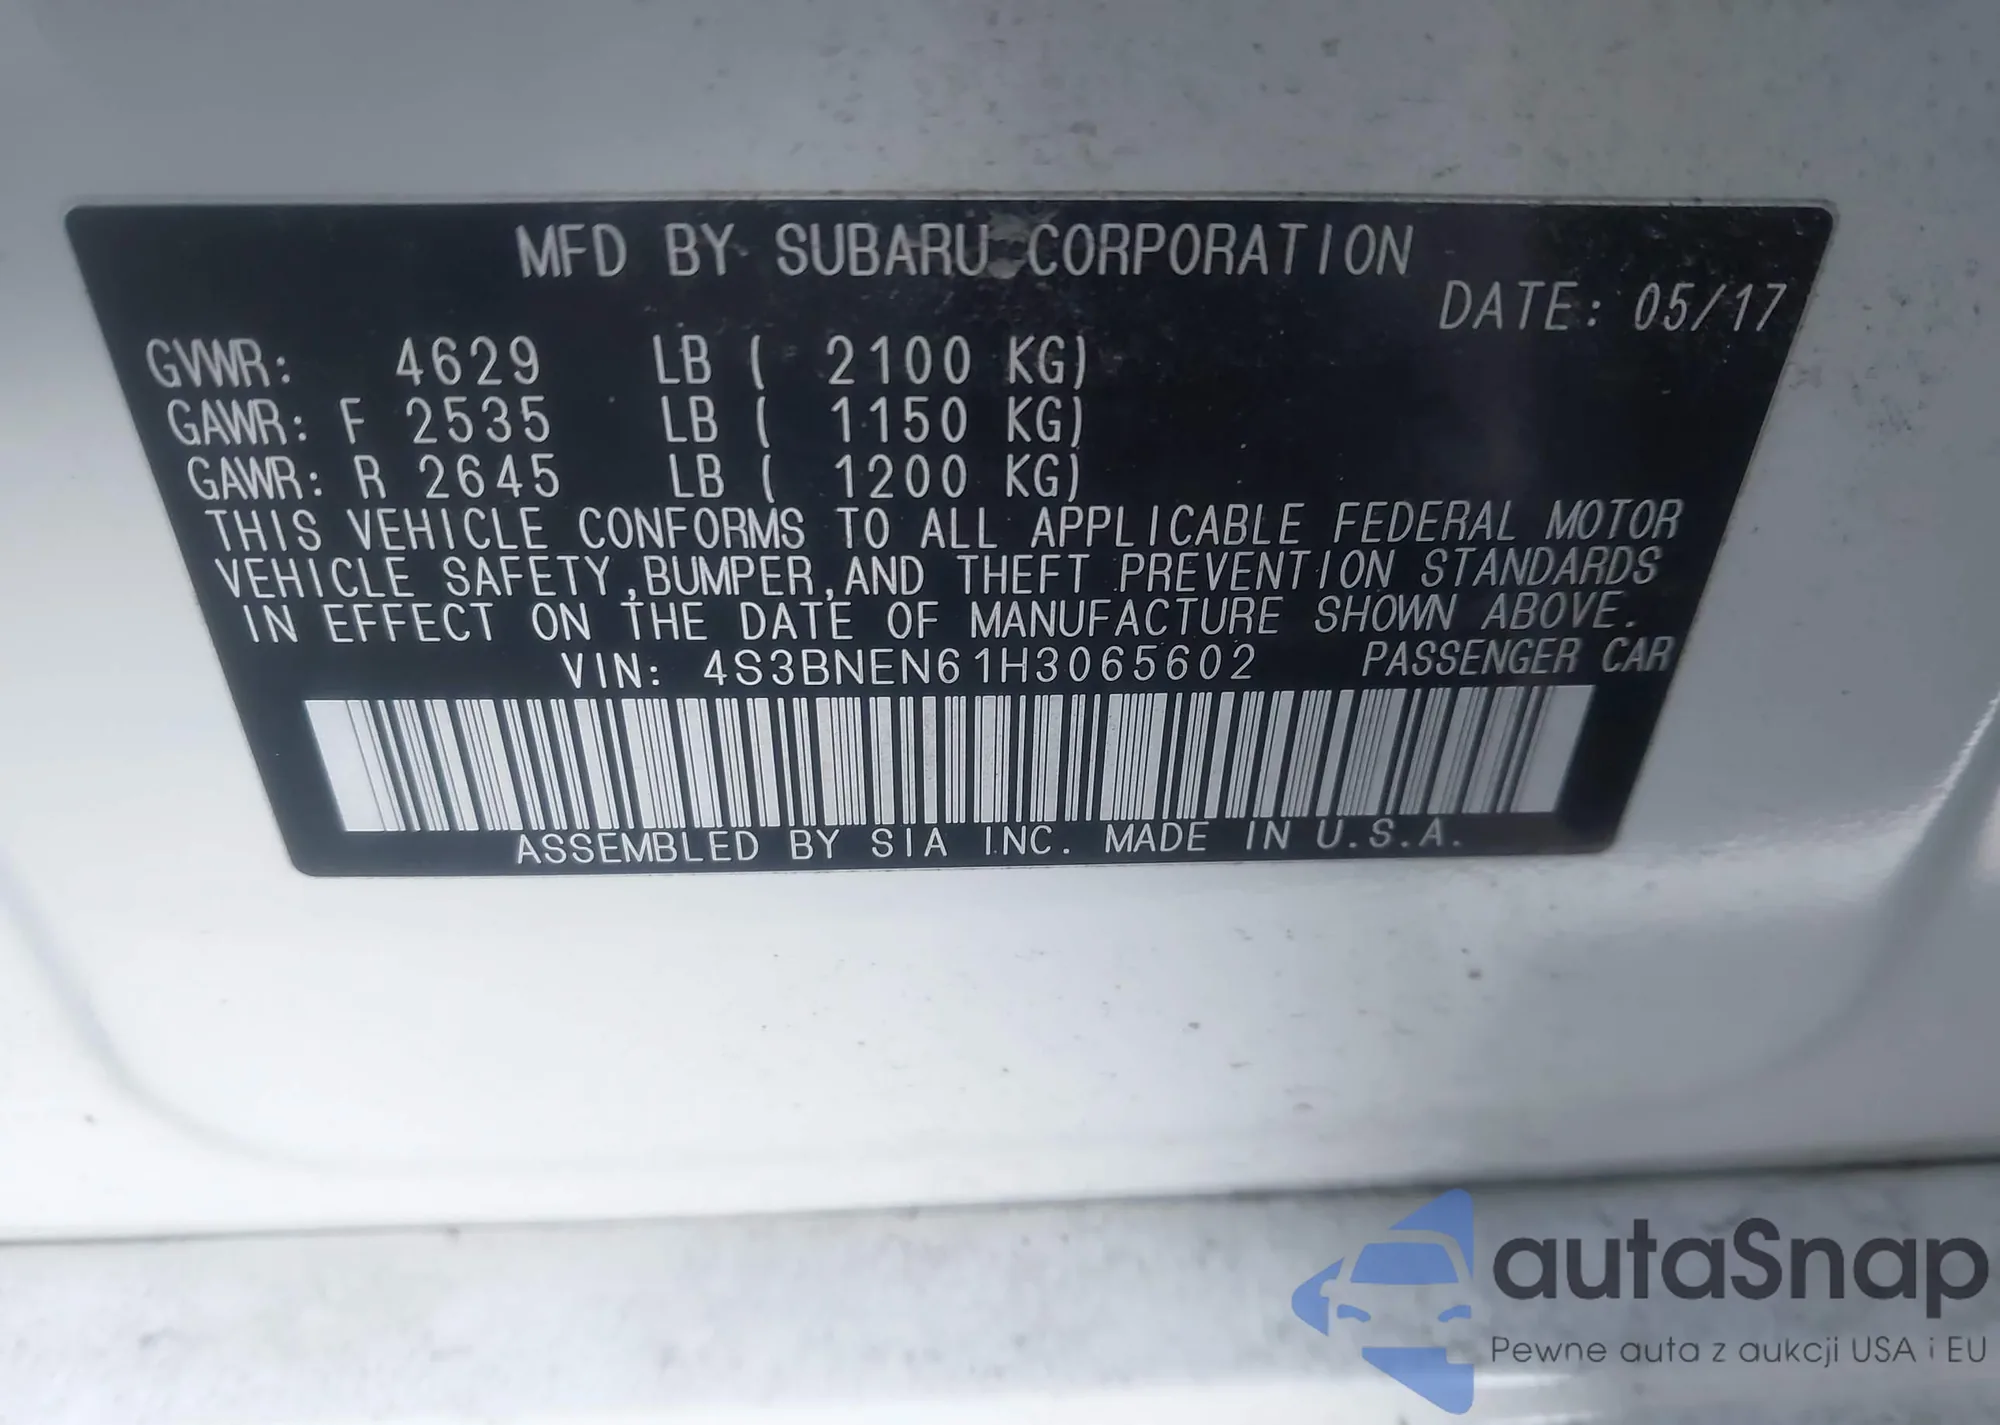 MFD BY SUBARU CORPORATION
DATE: 05/17
GVWR: 4629 LB ( 2100 KG)
GAWR: F 2535 LB ( 1150 KG)
GAWR: R 2645 LB ( 1200 KG)
THIS VEHICLE CONFORMS TO ALL APPLICABLE FEDERAL MOTOR
VEHICLE SAFETY,BUMPER,AND THEFT PREVENTION STANDARDS
IN EFFECT ON THE DATE OF MANUFACTURE SHOWN ABOVE.
VIN: 4S3BNEN61H3065602 PASSENGER CAR
ASSEMBLED BY SIA INC. MADE IN U.S.A.
autaSnap
Pewne auta z aukcji USA i EU